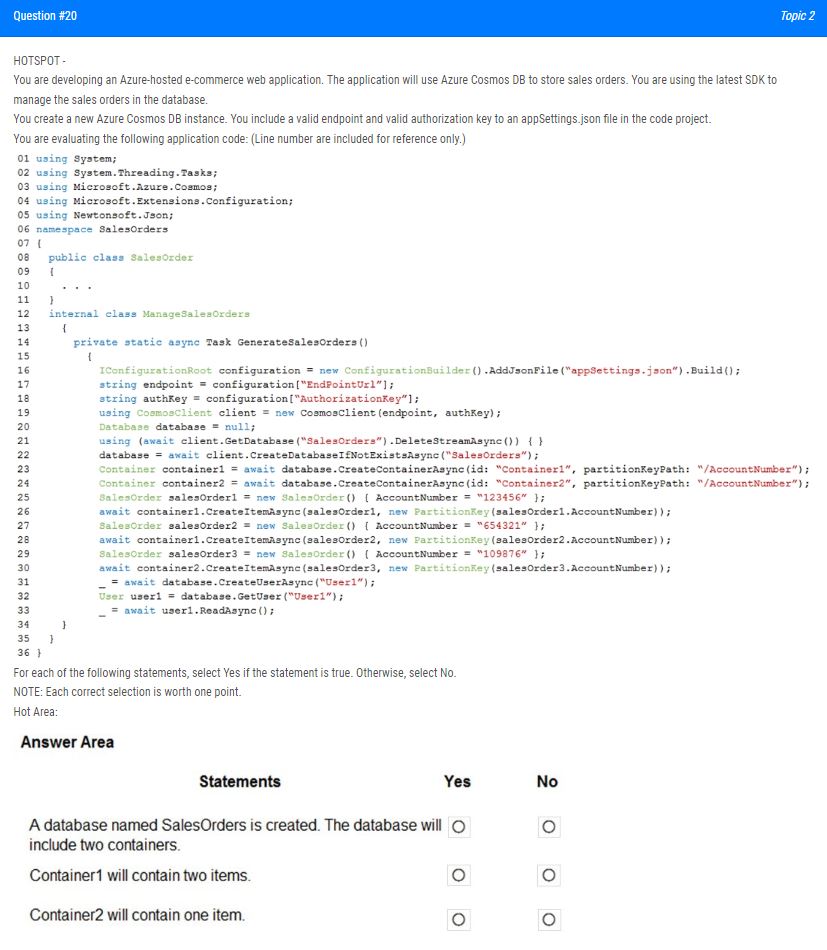 Question #20
Topic 2
HOTSPOT -
You are developing an Azure-hosted e-commerce web application. The application will use Azure Cosmos DB to store sales orders. You are using the latest SDK to
manage the sales orders in the database.
You create a new Azure Cosmos DB instance. You include a valid endpoint and valid authorization key to an appSettings.json file in the code project.
You are evaluating the following application code: (Line number are included for reference only.)
01 using System;
02 using System.Threading.Tasks;
03 using Microsoft.Azure.Cosmos;
04 using Microsoft.Extensions.Configuration;
05 using Newtonsoft.Json;
06 namespace SalesOrders
07 {
08 public class SalesOrder
09 {
10 . . .
11 }
12 internal class ManageSalesOrders
13 {
14 private static async Task GenerateSalesOrders()
15 {
16 IConfigurationRoot configuration = new ConfigurationBuilder().AddJsonFile("appSettings.json").Build();
17 string endpoint = configuration["EndPointUrl"];
18 string authKey = configuration["AuthorizationKey"];
19 using CosmosClient client = new CosmosClient(endpoint, authKey);
20 Database database = null;
21 using (await client.GetDatabase("SalesOrders").DeleteStreamAsync()) { }
22 database = await client.CreateDatabaseIfNotExistsAsync("SalesOrders");
23 Container container1 = await database.CreateContainerAsync(id: "Container1", partitionKeyPath: "/AccountNumber");
24 Container container2 = await database.CreateContainerAsync(id: "Container2", partitionKeyPath: "/AccountNumber");
25 SalesOrder salesOrder1 = new SalesOrder() { AccountNumber = "123456" };
26 await container1.CreateItemAsync(salesOrder1, new PartitionKey(salesOrder1.AccountNumber));
27 SalesOrder salesOrder2 = new SalesOrder() { AccountNumber = "654321" };
28 await container1.CreateItemAsync(salesOrder2, new PartitionKey(salesOrder2.AccountNumber));
29 SalesOrder salesOrder3 = new SalesOrder() { AccountNumber = "109876" };
30 await container2.CreateItemAsync(salesOrder3, new PartitionKey(salesOrder3.AccountNumber));
31 _ = await database.CreateUserAsync("User1");
32 User user1 = database.GetUser("User1");
33 _ = await user1.ReadAsync();
34 }
35 }
36 }
For each of the following statements, select Yes if the statement is true. Otherwise, select No.
NOTE: Each correct selection is worth one point.
Hot Area:
Answer Area
Statements Yes No
A database named SalesOrders is created. The database will
include two containers.
Container1 will contain two items.
Container2 will contain one item.